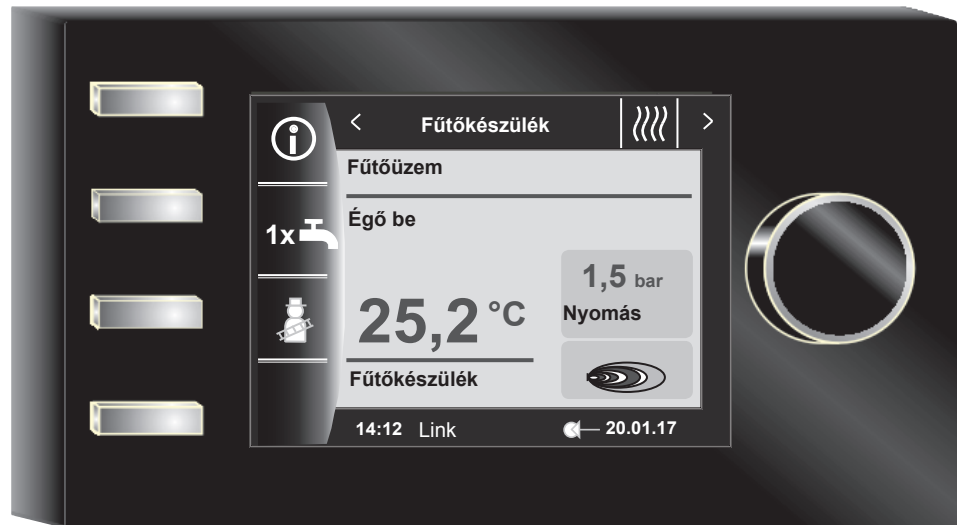 < Fűtőkészülék >
Fűtőüzem
1x
Égő be
1,5 bar
Nyomás
25,2 °C
Fűtőkészülék
14:12 Link 20.01.17